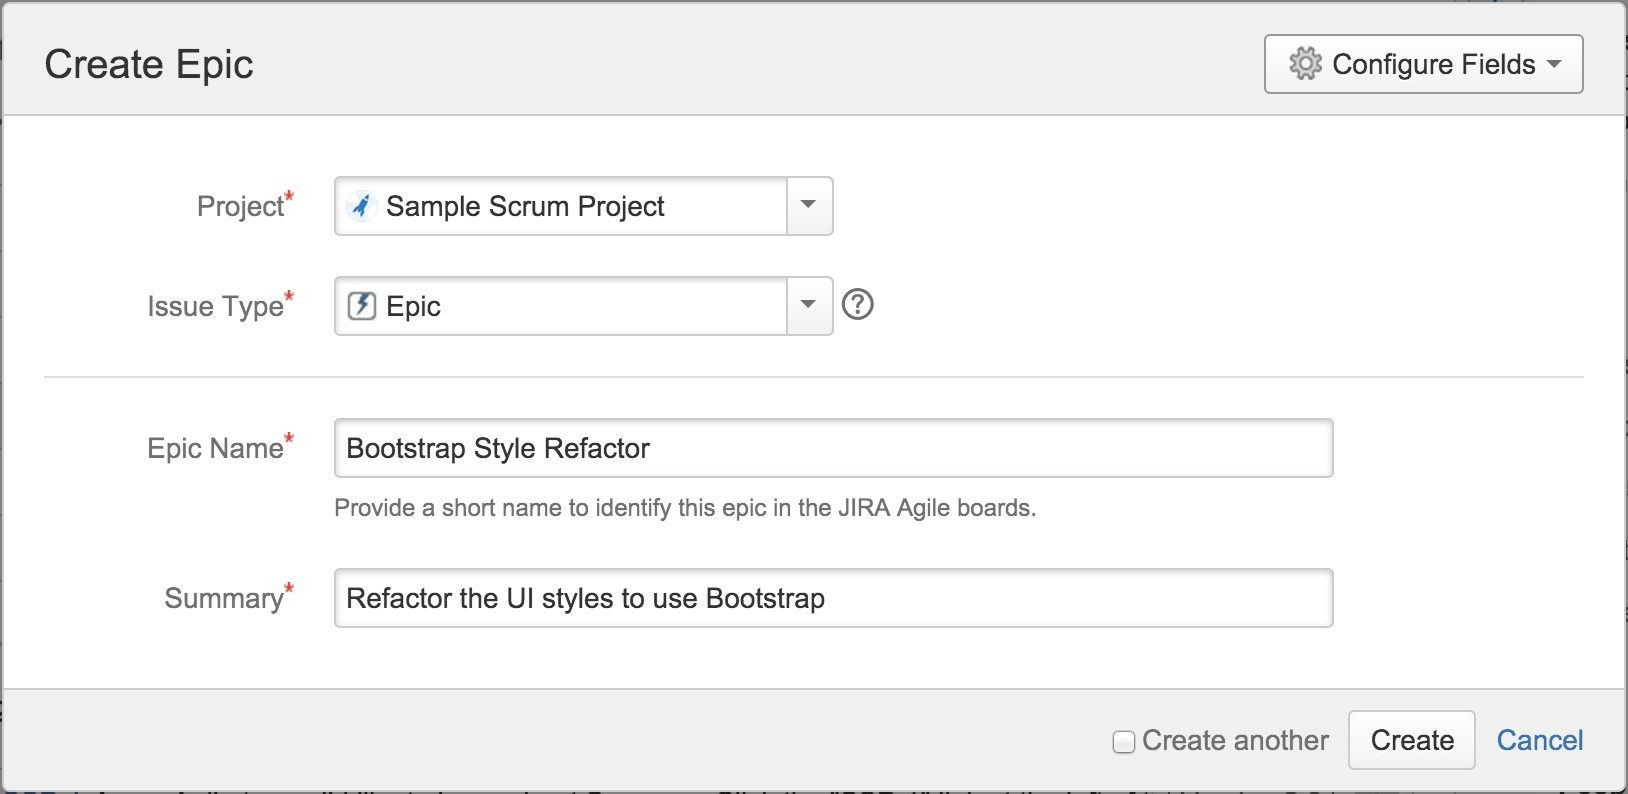 Create Epic
Configure Fields
Project*
Sample Scrum Project
Issue Type*
Epic
Epic Name*
Bootstrap Style Refactor
Provide a short name to identify this epic in the JIRA Agile boards.
Summary*
Refactor the UI styles to use Bootstrap
Create another
Create
Cancel